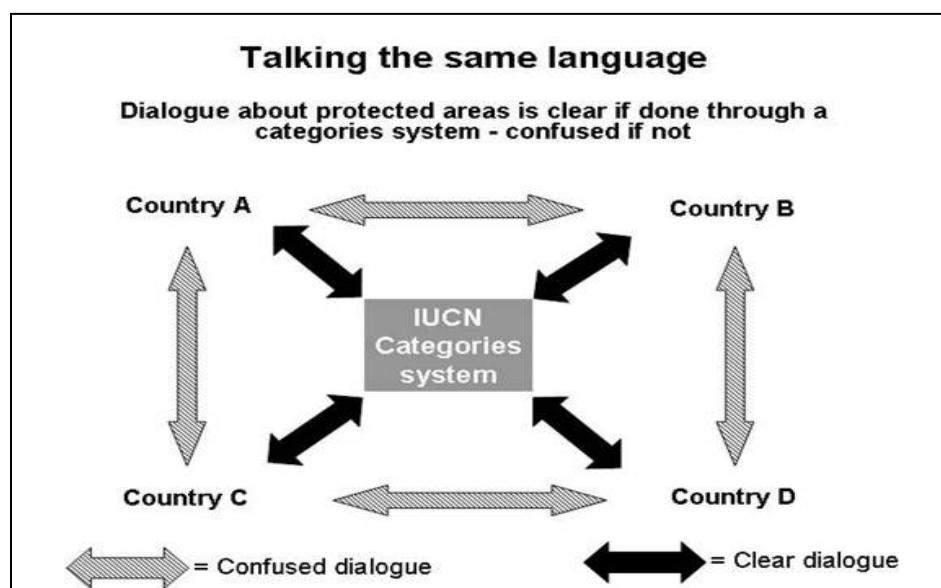 Talking the same language
Dialogue about protected areas is clear if done through a
categories system - confused if not
Country A
Country B
IUCN
Categories
system
Country C
Country D
= Confused dialogue
= Clear dialogue